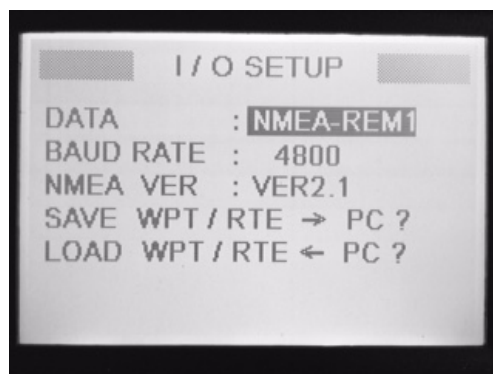 I / O SETUP
DATA : NMEA-REM1
BAUD RATE : 4800
NMEA VER : VER2.1
SAVE WPT / RTE → PC ?
LOAD WPT / RTE ← PC ?